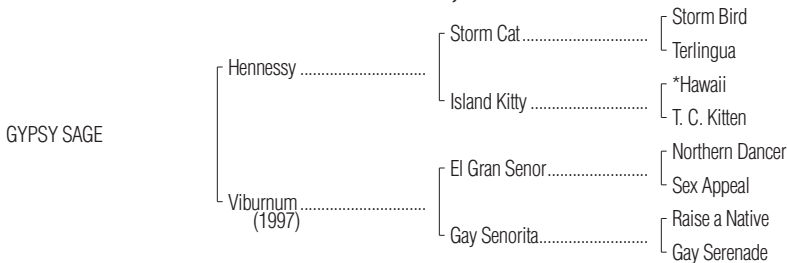 Storm Bird
Storm Cat..................................
Terlingua
Hennessy ..................................
*Hawaii
Island Kitty ................................
T. C. Kitten
GYPSY SAGE
Northern Dancer
El Gran Senor...........................
Sex Appeal
Viburnum ..................................
(1997)
Raise a Native
Gay Senorita.............................
Gay Serenade